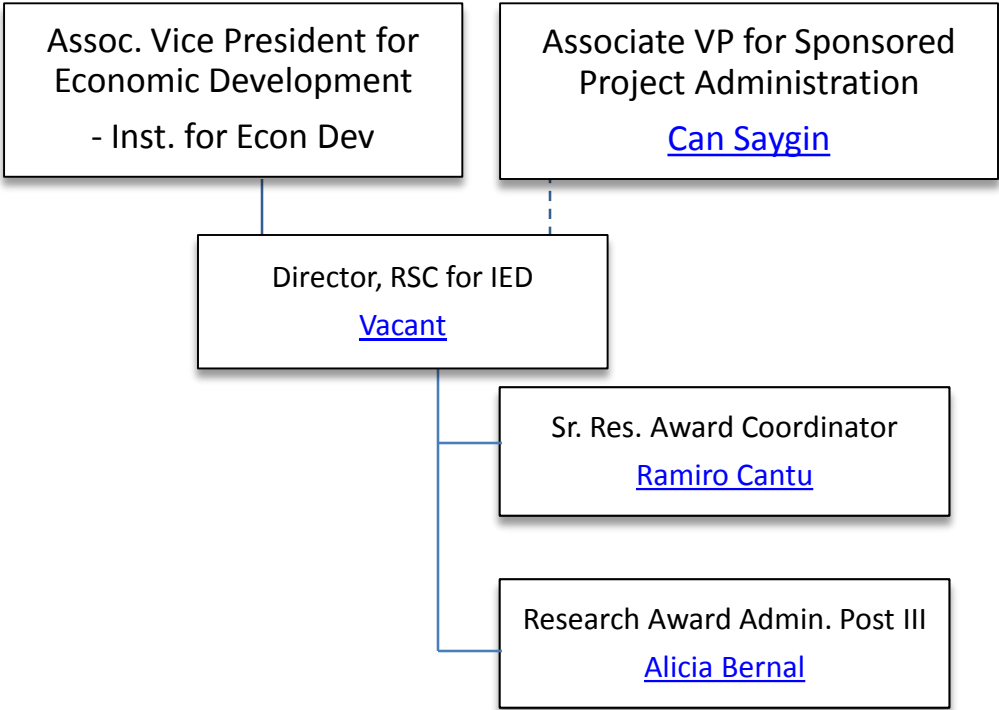 Assoc. Vice President for
Economic Development
- Inst. for Econ Dev
Associate VP for Sponsored
Project Administration
Can Saygin
Director, RSC for IED
Vacant
Sr. Res. Award Coordinator
Ramiro Cantu
Research Award Admin. Post III
Alicia Bernal